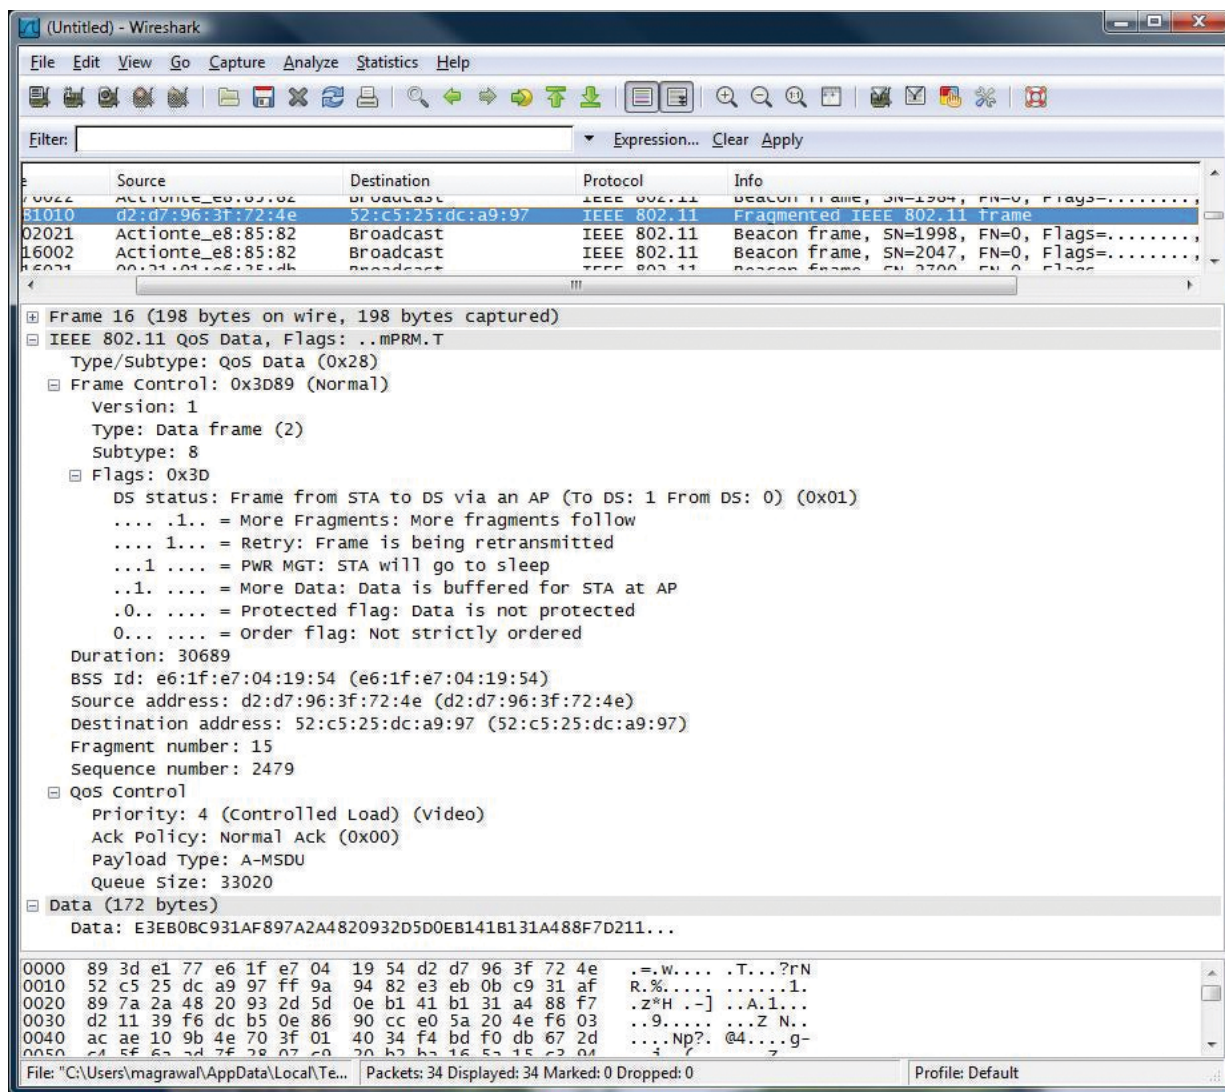 (Untitled) - Wireshark
File Edit View Go Capture Analyze Statistics Help
Filter: Expression... Clear Apply
Source Destination Protocol Info
81010 d2:d7:96:3f:72:4e 52:c5:25:dc:a9:97 IEEE 802.11 Fragmented IEEE 802.11 frame
02021 Actionte_e8:85:82 Broadcast IEEE 802.11 Beacon frame, SN=1998, FN=0, Flags=........,
16002 Actionte_e8:85:82 Broadcast IEEE 802.11 Beacon frame, SN=2047, FN=0, Flags=........,
Frame 16 (198 bytes on wire, 198 bytes captured)
IEEE 802.11 QoS Data, Flags: ..mPRM.T
Type/Subtype: QoS Data (0x28)
Frame Control: 0x3D89 (Normal)
Version: 1
Type: Data frame (2)
Subtype: 8
Flags: 0x3D
DS status: Frame from STA to DS via an AP (To DS: 1 From DS: 0) (0x01)
.... .1.. = More Fragments: More fragments follow
.... 1... = Retry: Frame is being retransmitted
...1 .... = PWR MGT: STA will go to sleep
..1. .... = More Data: Data is buffered for STA at AP
.0.. .... = Protected flag: Data is not protected
0... .... = Order flag: Not strictly ordered
Duration: 30689
BSS Id: e6:1f:e7:04:19:54 (e6:1f:e7:04:19:54)
Source address: d2:d7:96:3f:72:4e (d2:d7:96:3f:72:4e)
Destination address: 52:c5:25:dc:a9:97 (52:c5:25:dc:a9:97)
Fragment number: 15
Sequence number: 2479
QoS Control
Priority: 4 (Controlled Load) (Video)
Ack Policy: Normal Ack (0x00)
Payload Type: A-MSDU
Queue Size: 33020
Data (172 bytes)
Data: E3EB0BC931AF897A2A4820932D5D0EB141B131A488F7D211...
0000 89 3d e1 77 e6 1f e7 04 19 54 d2 d7 96 3f 72 4e .=.w.... .T...?rN
0010 52 c5 25 dc a9 97 ff 9a 94 82 e3 eb 0b c9 31 af R.%..... ......1.
0020 89 7a 2a 48 20 93 2d 5d 0e b1 41 b1 31 a4 88 f7 .z*H .-] ..A.1...
0030 d2 11 39 f6 dc b5 0e 86 90 cc e0 5a 20 4e f6 03 ..9..... ...Z N..
0040 ac ae 10 9b 4e 70 3f 01 40 34 f4 bd f0 db 67 2d ....Np?. @4....g-
File: "C:\Users\magrawal\AppData\Local\Te... Packets: 34 Displayed: 34 Marked: 0 Dropped: 0 Profile: Default